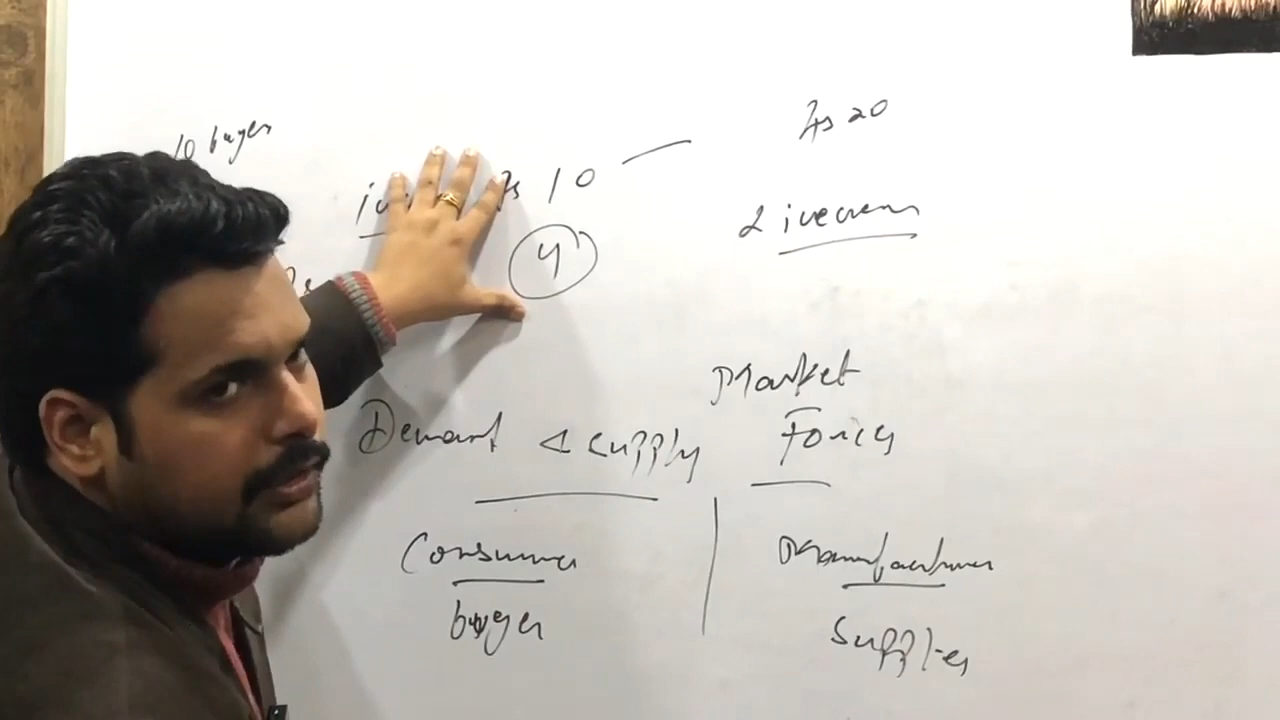 10 buyer
Rs 10
Rs 20
4
2 icecream
Market
Forces
Demand & supply
Consumer
Manufacturer
buyer
Supplier